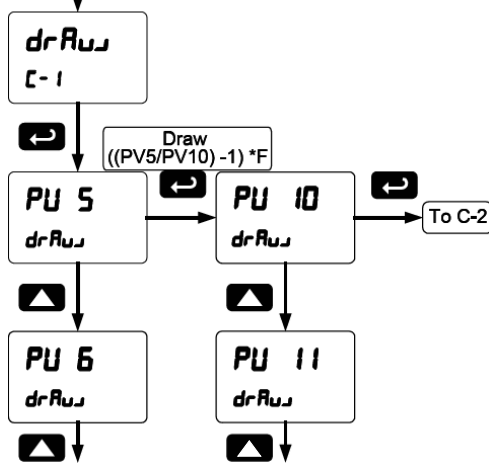 drAw
C-1
Draw
((PV5/PV10) -1) *F
PV 5
drAw
PV 10
drAw
To C-2
PV 6
drAw
PV 11
drAw